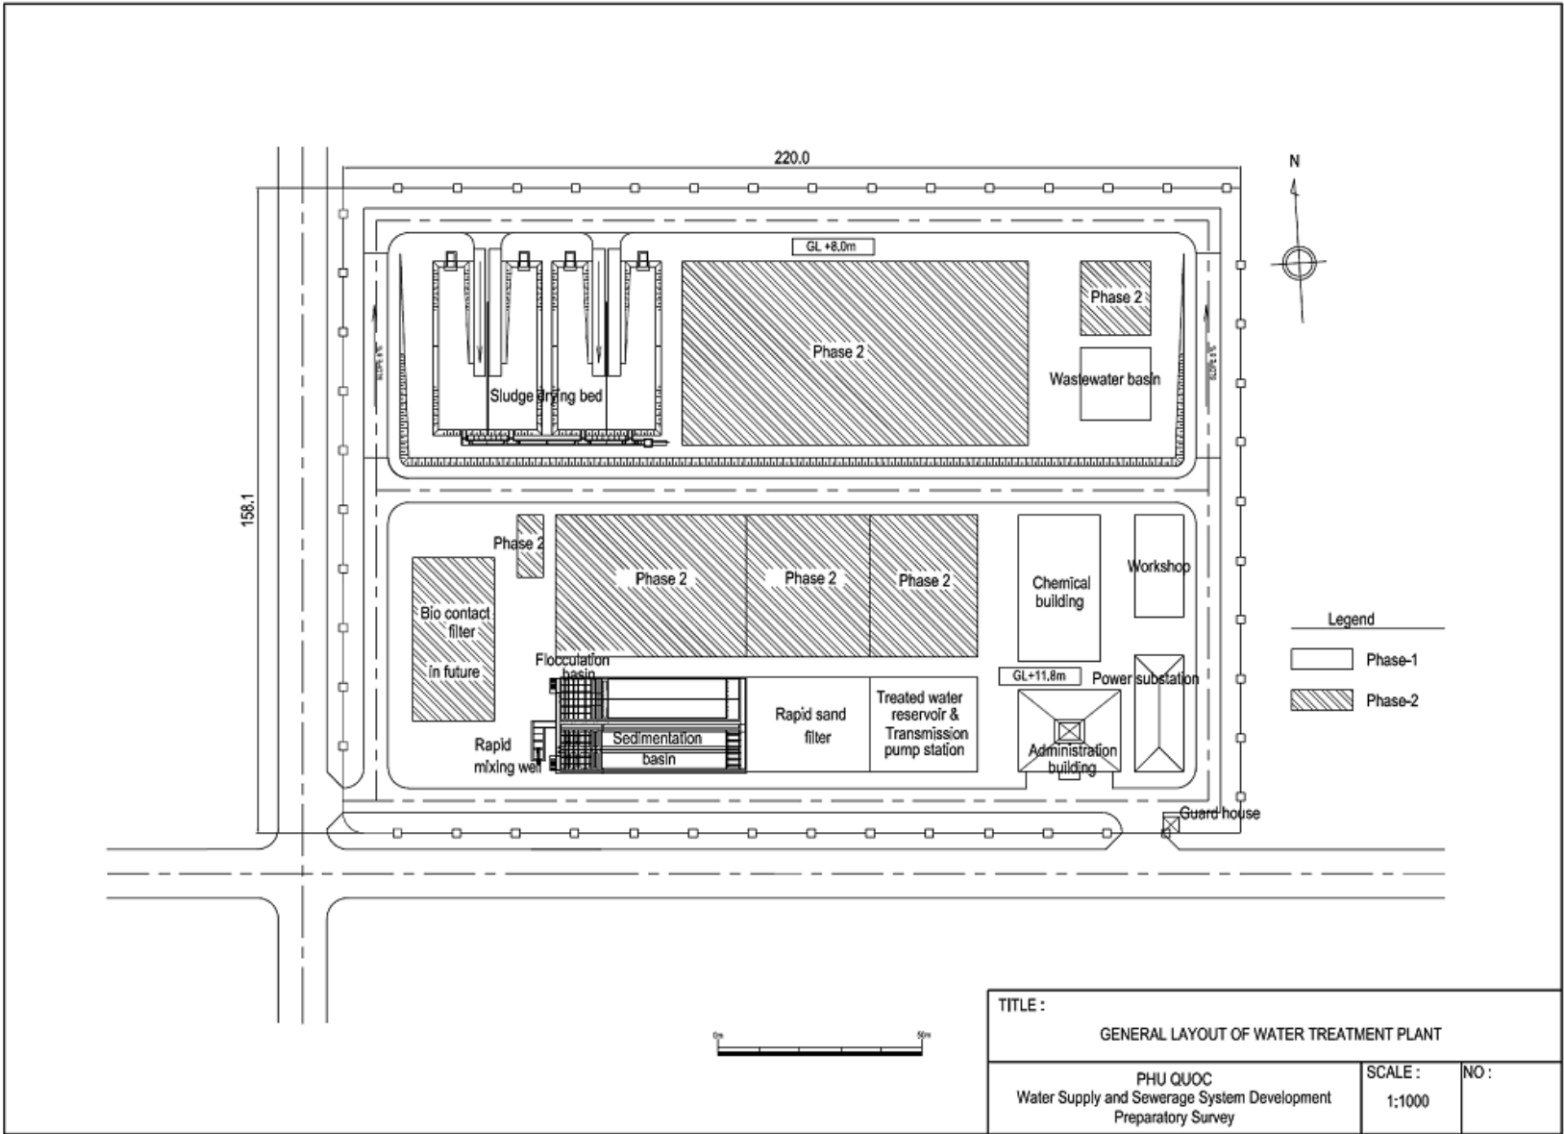 220.0
N
GL +8.0m
Phase 2
Phase 2
Wastewater basin
Sludge drying bed
158.1
Phase 2
Phase 2
Phase 2
Phase 2
Chemical
building
Workshop
Bio contact
filter
in future
Flocculation
basin
GL+11.8m
Power substation
Rapid
mixing well
Sedimentation
basin
Rapid sand
filter
Treated water
reservoir &
Transmission
pump station
Administration
building
Guard house
Legend
Phase-1
Phase-2
0m
50m
TITLE :
GENERAL LAYOUT OF WATER TREATMENT PLANT
PHU QUOC
Water Supply and Sewerage System Development
Preparatory Survey
SCALE :
1:1000
NO :